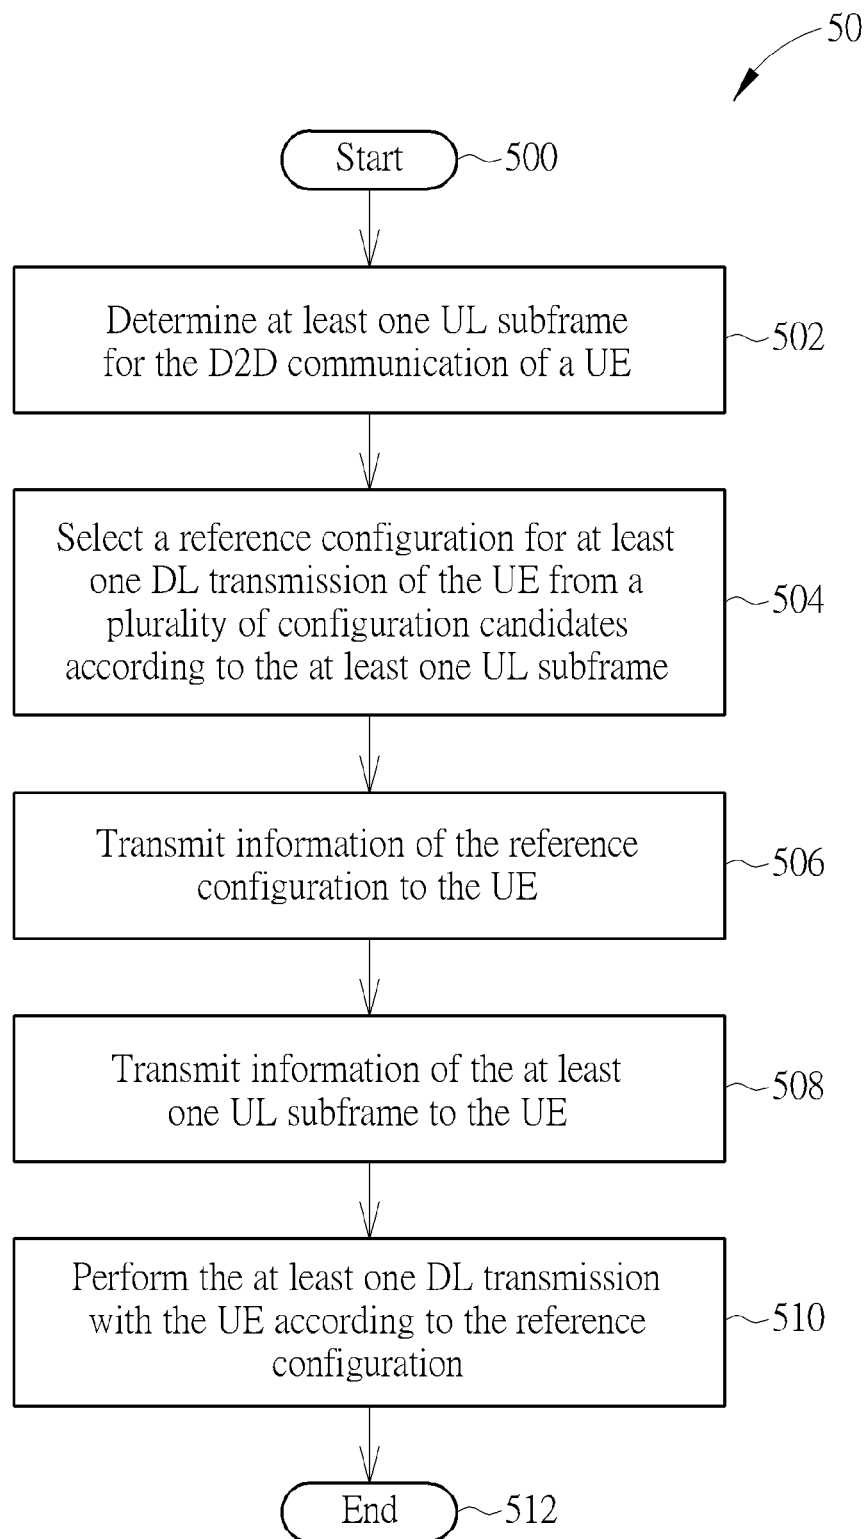 50
Start
500
Determine at least one UL subframe
for the D2D communication of a UE
502
Select a reference configuration for at least
one DL transmission of the UE from a
plurality of configuration candidates
according to the at least one UL subframe
504
Transmit information of the reference
configuration to the UE
506
Transmit information of the at least
one UL subframe to the UE
508
Perform the at least one DL transmission
with the UE according to the reference
configuration
510
End
512